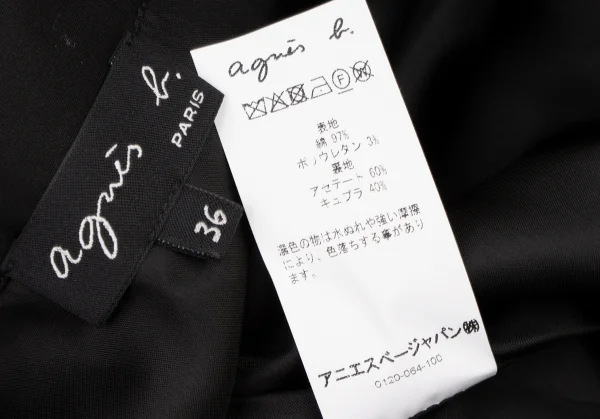 agnès b.
PARIS
36
agnès b.
表地
綿 97%
ポリウレタン 3%
裏地
アセテート 60%
キュプラ 40%
濃色の物は水ぬれや強い摩擦
により、色落ちする事があり
ます。
アニエスベージャパン㈱
0120-064-100